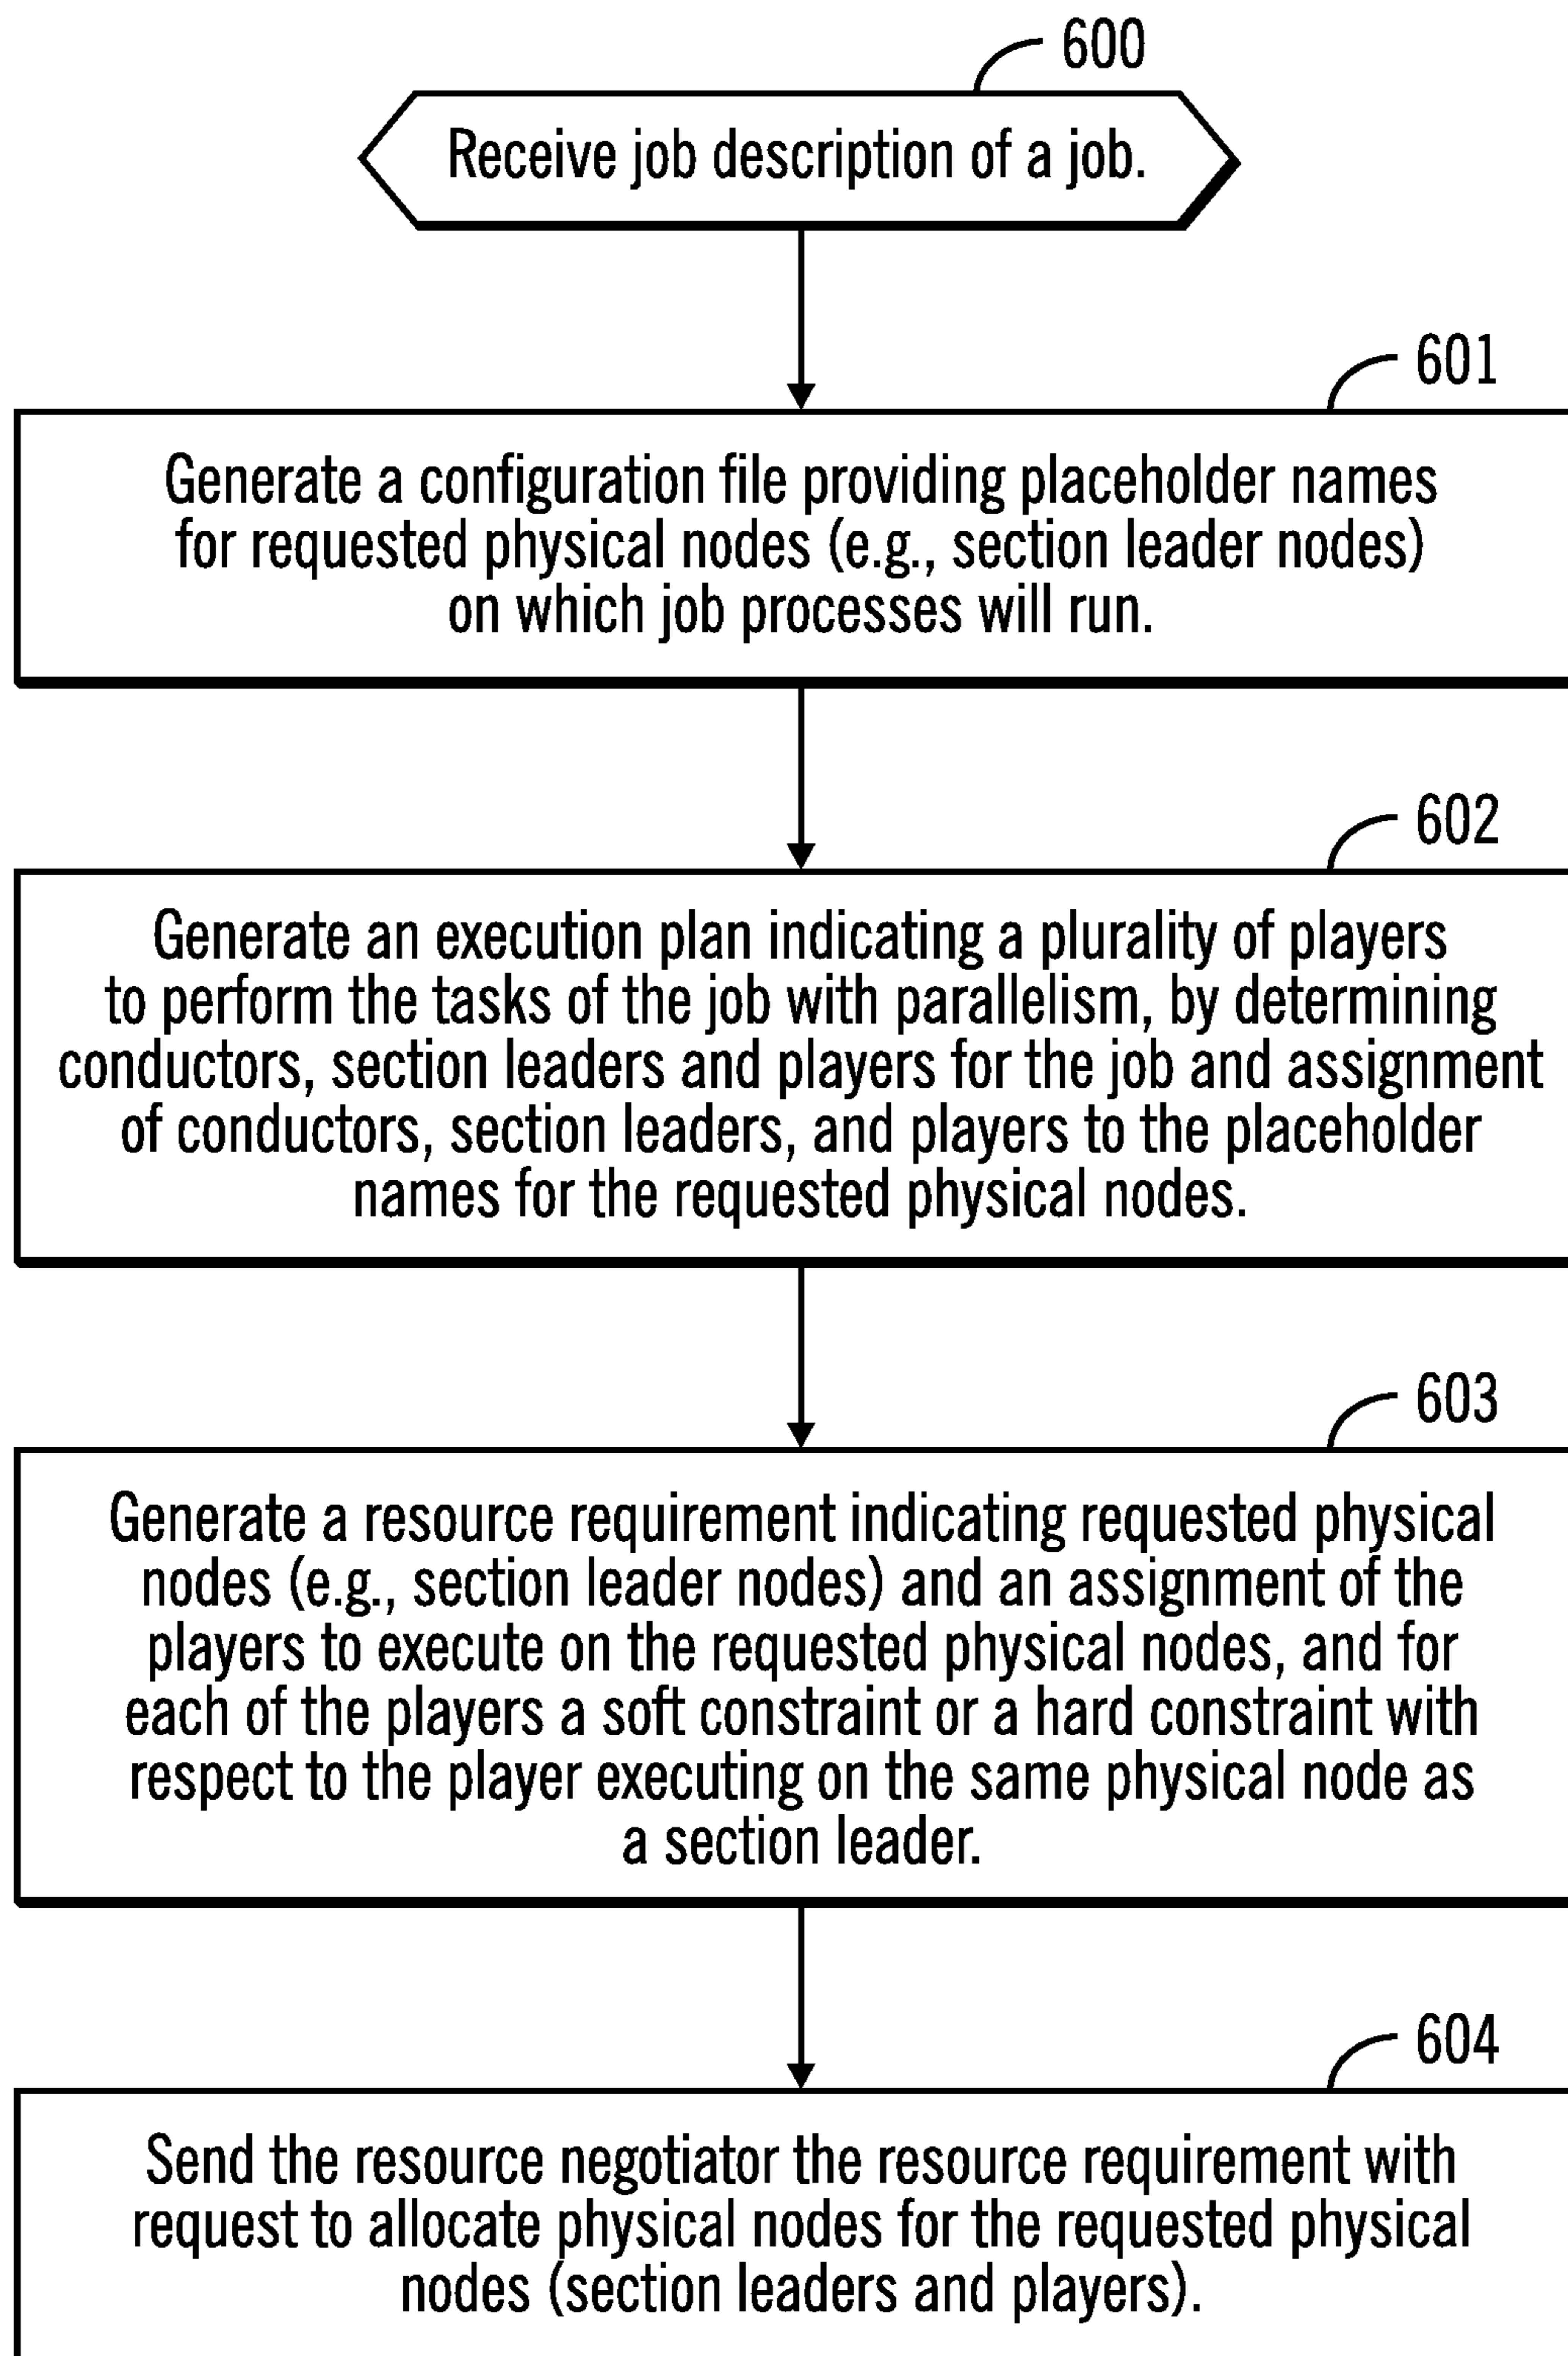 600
Receive job description of a job.
601
Generate a configuration file providing placeholder names
for requested physical nodes (e.g., section leader nodes)
on which job processes will run.
602
Generate an execution plan indicating a plurality of players
to perform the tasks of the job with parallelism, by determining
conductors, section leaders and players for the job and assignment
of conductors, section leaders, and players to the placeholder
names for the requested physical nodes.
603
Generate a resource requirement indicating requested physical
nodes (e.g., section leader nodes) and an assignment of the
players to execute on the requested physical nodes, and for
each of the players a soft constraint or a hard constraint with
respect to the player executing on the same physical node as
a section leader.
604
Send the resource negotiator the resource requirement with
request to allocate physical nodes for the requested physical
nodes (section leaders and players).